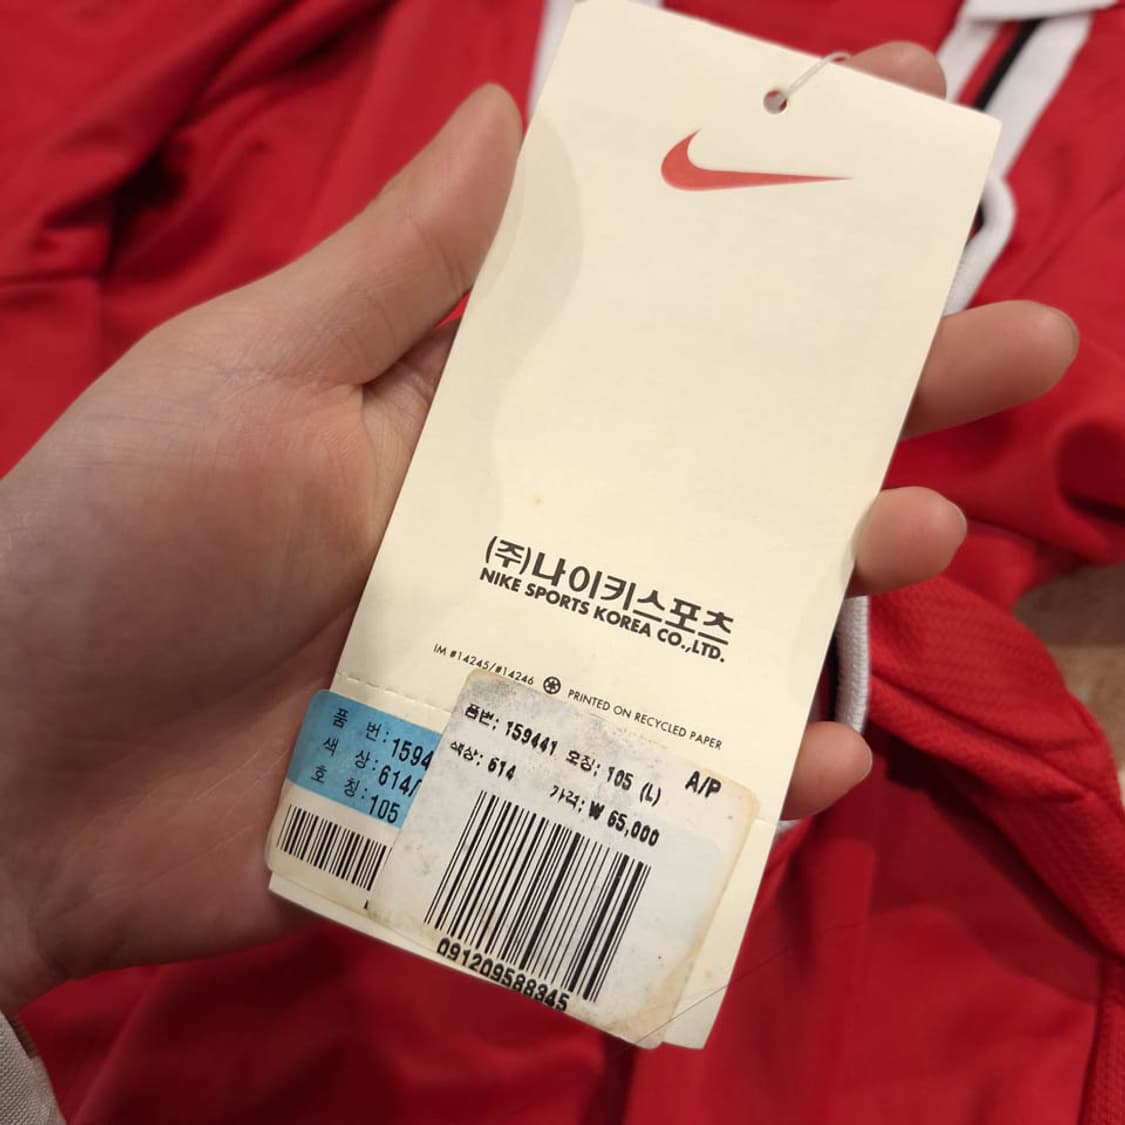 (주)나이키스포츠
NIKE SPORTS KOREA CO.,LTD.
IM #14245/#14246 PRINTED ON RECYCLED PAPER
품 번:1594
색 상:614/
호 칭:105
품번: 159441 호칭: 105 (L) A/P
색상: 614
가격: ₩ 65,000
091209588945